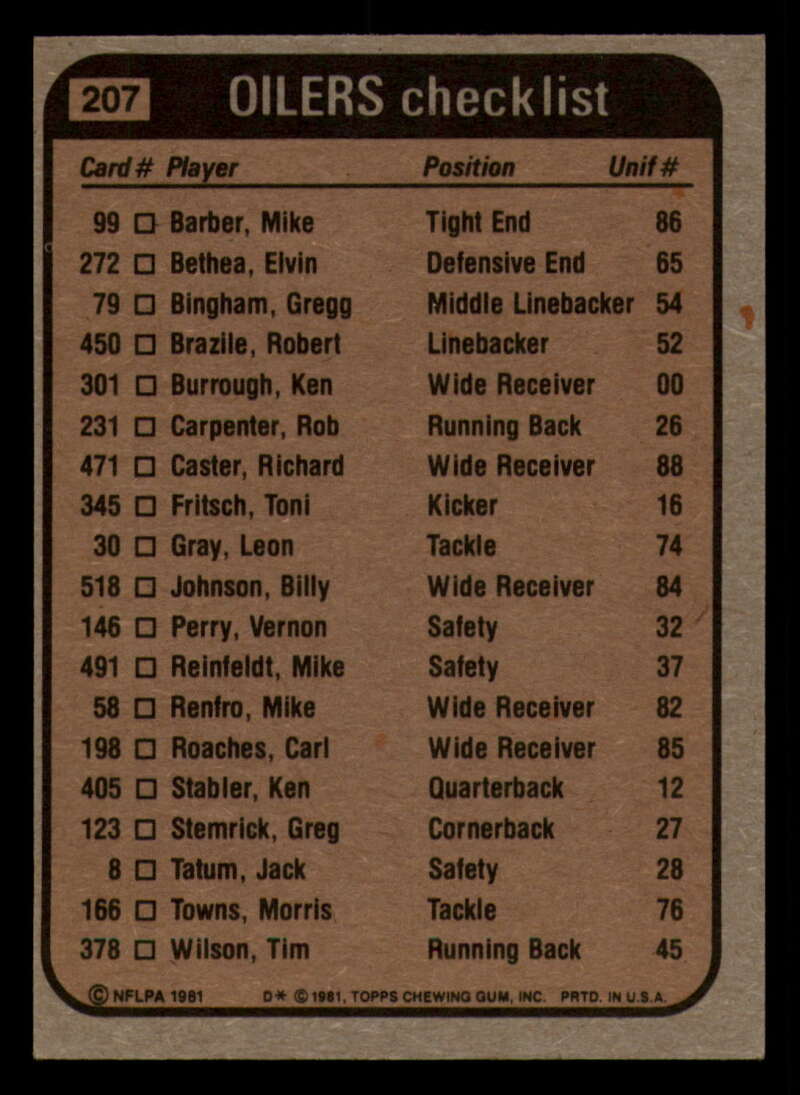 207 OILERS checklist
Card # Player Position Unif #
99 □ Barber, Mike Tight End 86
272 □ Bethea, Elvin Defensive End 65
79 □ Bingham, Gregg Middle Linebacker 54
450 □ Brazile, Robert Linebacker 52
301 □ Burrough, Ken Wide Receiver 00
231 □ Carpenter, Rob Running Back 26
471 □ Caster, Richard Wide Receiver 88
345 □ Fritsch, Toni Kicker 16
30 □ Gray, Leon Tackle 74
518 □ Johnson, Billy Wide Receiver 84
146 □ Perry, Vernon Safety 32
491 □ Reinfeldt, Mike Safety 37
58 □ Renfro, Mike Wide Receiver 82
198 □ Roaches, Carl Wide Receiver 85
405 □ Stabler, Ken Quarterback 12
123 □ Stemrick, Greg Cornerback 27
8 □ Tatum, Jack Safety 28
166 □ Towns, Morris Tackle 76
378 □ Wilson, Tim Running Back 45
© NFLPA 1981 D* © 1981, TOPPS CHEWING GUM, INC. PRTD. IN U.S.A.